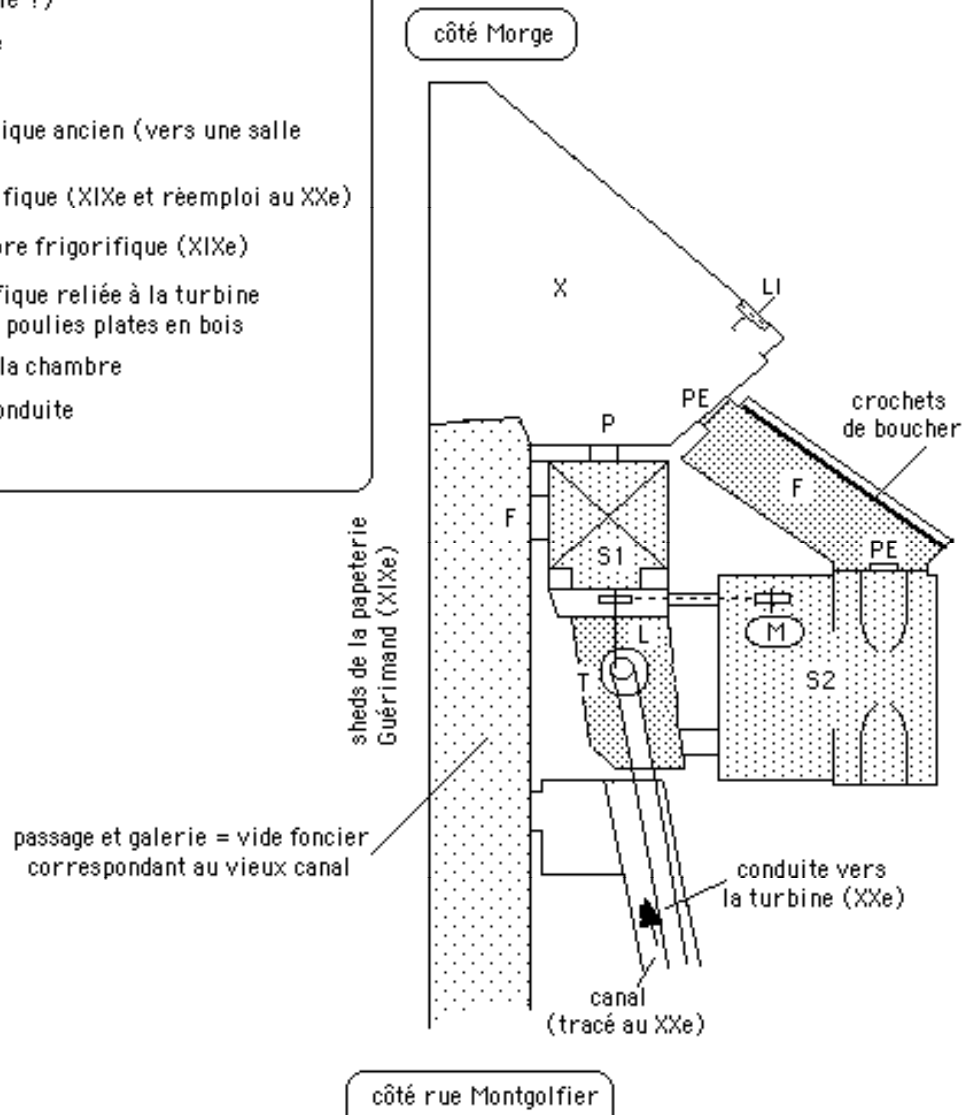 côté Morge
ique ancien (vers une salle
fique (XIXe et rèemploi au XXe)
bre frigorifique (XIXe)
fique reliée à la turbine
poulies plates en bois
la chambre
onduite
X
LI
PE
P
crochets
de boucher
F
F
S1
PE
M
L
T
S2
sheds de la papeterie
Guérimand (XIXe)
passage et galerie = vide foncier
correspondant au vieux canal
conduite vers
la turbine (XXe)
canal
(tracé au XXe)
côté rue Montgolfier